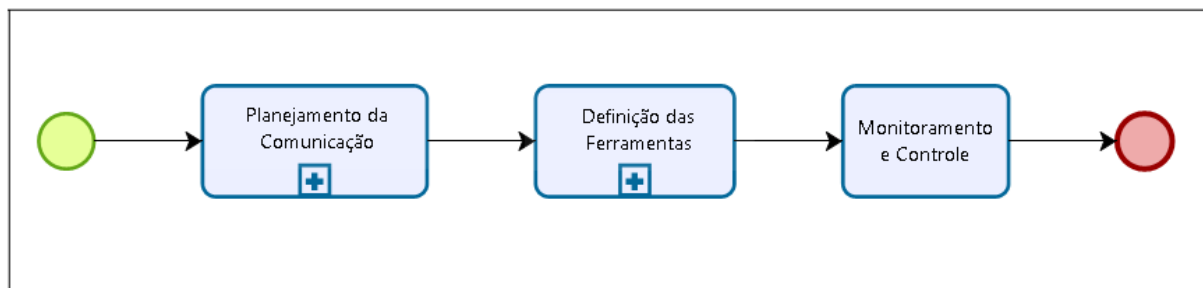 Planejamento da
Comunicação
Definição das
Ferramentas
Monitoramento
e Controle